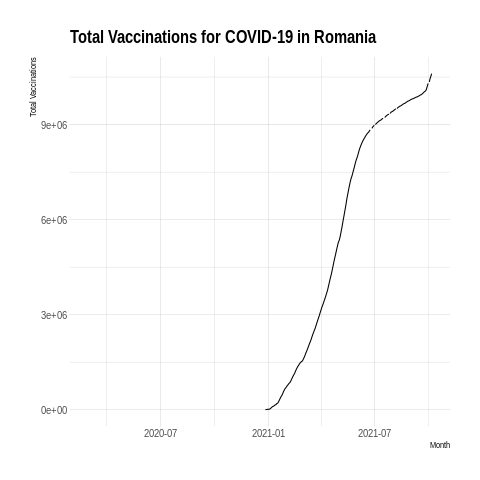 Total Vaccinations for COVID-19 in Romania
Total Vaccinations
9e+06
6e+06
3e+06
0e+00
2020-07 2021-01 2021-07
Month